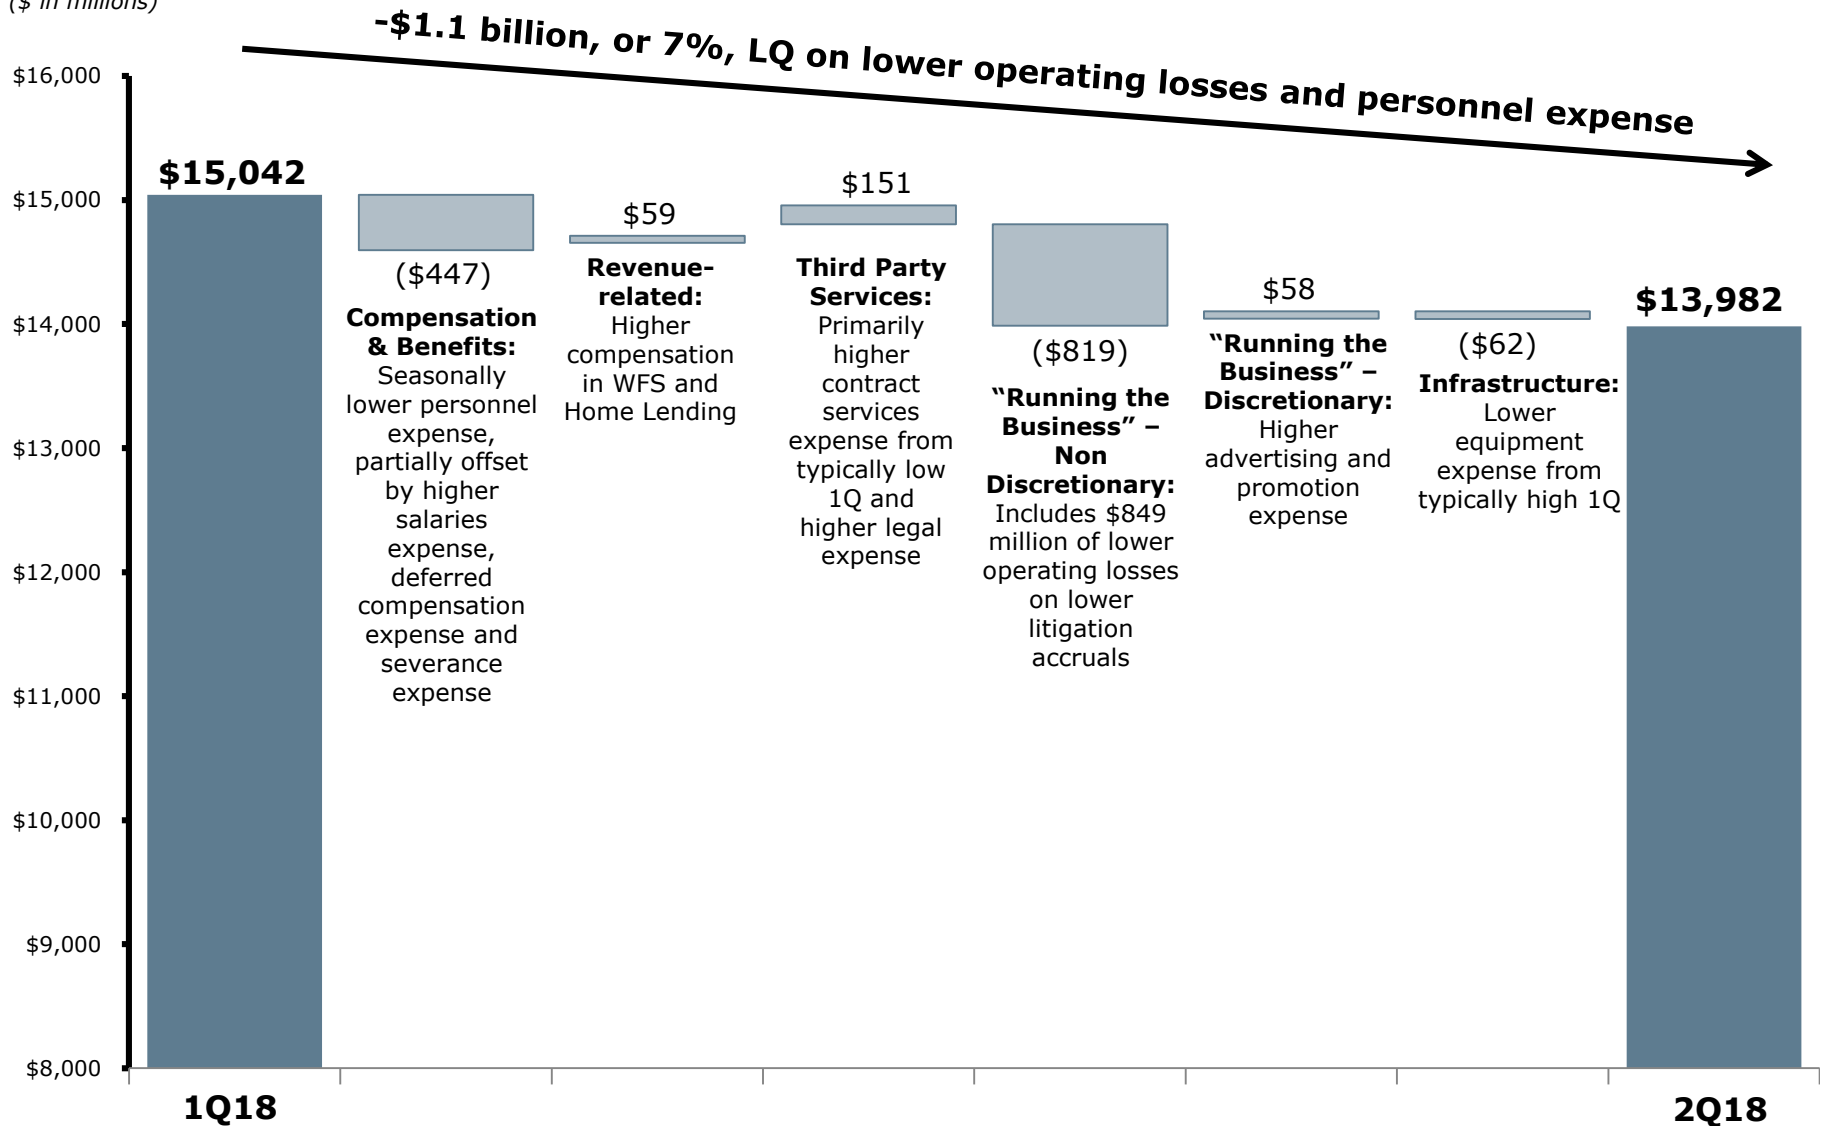 ($ in millions)
-$1.1 billion, or 7%, LQ on lower operating losses and personnel expense
$16,000
$15,000
$14,000
$13,000
$12,000
$11,000
$10,000
$9,000
$8,000
$15,042
($447)
Compensation
& Benefits:
Seasonally
lower personnel
expense,
partially offset
by higher
salaries
expense,
deferred
compensation
expense and
severance
expense
$59
Revenue-
related:
Higher
compensation
in WFS and
Home Lending
$151
Third Party
Services:
Primarily
higher
contract
services
expense from
typically low
1Q and
higher legal
expense
($819)
“Running the
Business” –
Non
Discretionary:
Includes $849
million of lower
operating losses
on lower
litigation
accruals
$58
“Running the
Business” –
Discretionary:
Higher
advertising and
promotion
expense
($62)
Infrastructure:
Lower
equipment
expense from
typically high 1Q
$13,982
1Q18
2Q18